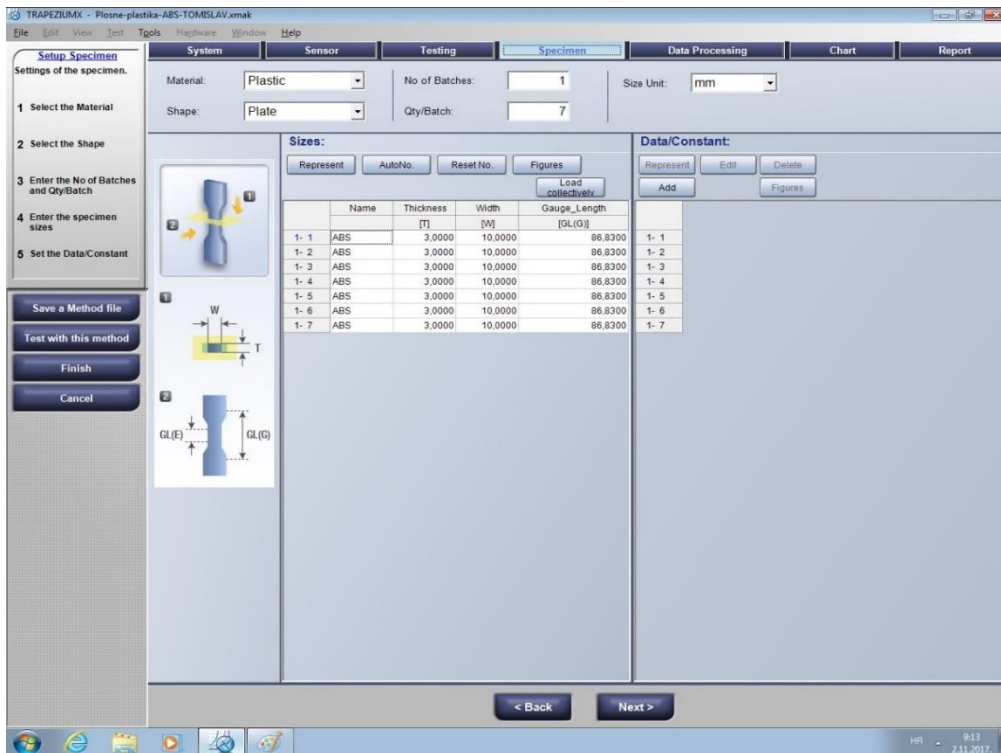 TRAPEZIUMX - Plosne-plastika-ABS-TOMISLAV.xmak
File Edit View Test Tools Hardware Window Help
Setup Specimen
Settings of the specimen.
1 Select the Material
2 Select the Shape
3 Enter the No of Batches
and Qty/Batch
4 Enter the specimen
sizes
5 Set the Data/Constant
Save a Method file
Test with this method
Finish
Cancel
System Sensor Testing Specimen Data Processing Chart Report
Material: Plastic No of Batches: 1 Size Unit: mm
Shape: Plate Qty/Batch: 7
1
2
1
W
T
2
GL(E) GL(G)
Sizes:
Represent AutoNo. Reset No. Figures
Load
collectively
Name Thickness Width Gauge_Length
[T] [W] [GL(G)]
1- 1 ABS 3,0000 10,0000 86,8300
1- 2 ABS 3,0000 10,0000 86,8300
1- 3 ABS 3,0000 10,0000 86,8300
1- 4 ABS 3,0000 10,0000 86,8300
1- 5 ABS 3,0000 10,0000 86,8300
1- 6 ABS 3,0000 10,0000 86,8300
1- 7 ABS 3,0000 10,0000 86,8300
Data/Constant:
Represent Edit Delete
Add Figures
1- 1
1- 2
1- 3
1- 4
1- 5
1- 6
1- 7
< Back Next >
HR 9:13
2.11.2017.